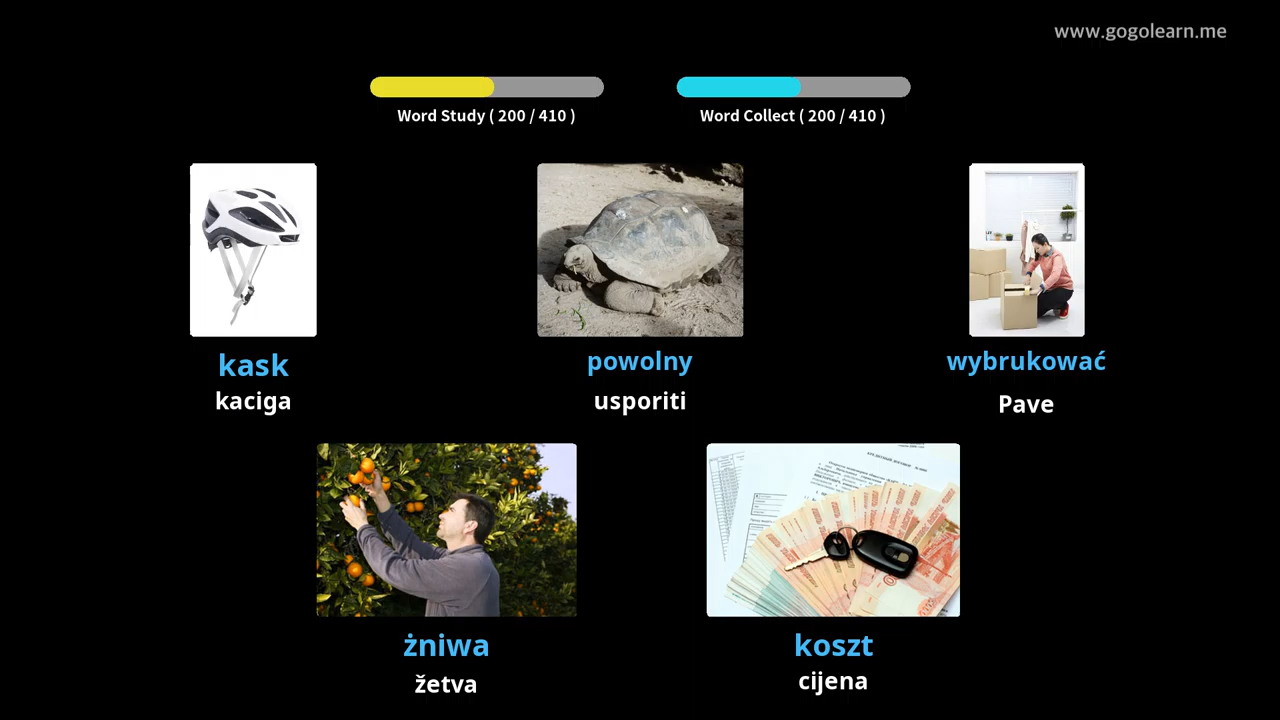 www.gogolearn.me
Word Study ( 200 / 410 )
Word Collect ( 200 / 410 )
kask
kaciga
powolny
usporiti
wybrukować
Pave
żniwa
žetva
koszt
cijena